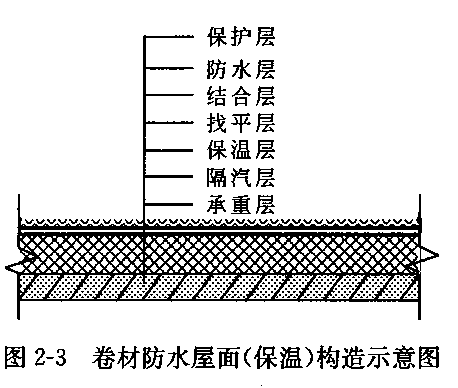 保护层
防水层
结合层
找平层
保温层
隔汽层
承重层
图 2-3 卷材防水屋面(保温)构造示意图